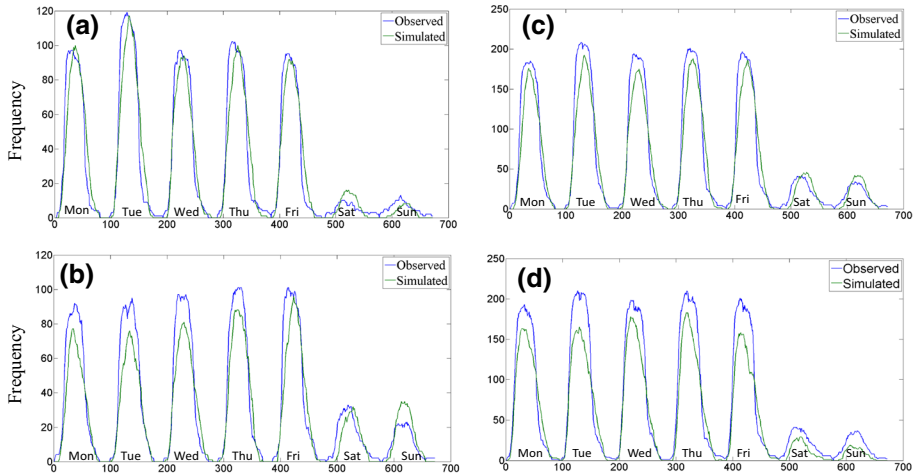 (a)
Observed
Simulated
Frequency
120
100
80
60
40
20
0
Mon Tue Wed Thu Fri Sat Sun
0 100 200 300 400 500 600 700
(c)
Observed
Simulated
250
200
150
100
50
0
Mon Tue Wed Thu Fri Sat Sun
0 100 200 300 400 500 600 700
(b)
Observed
Simulated
Frequency
120
100
80
60
40
20
0
Mon Tue Wed Thu Fri Sat Sun
0 100 200 300 400 500 600 700
(d)
Observed
Simulated
250
200
150
100
50
0
Mon Tue Wed Thu Fri Sat Sun
0 100 200 300 400 500 600 700